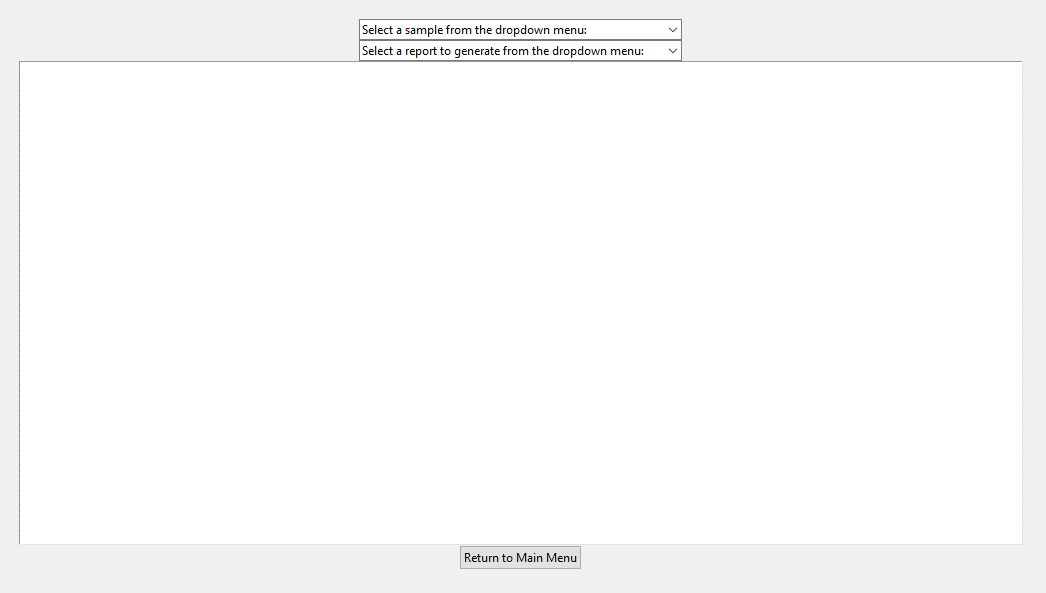 Select a sample from the dropdown menu:
Select a report to generate from the dropdown menu:
Return to Main Menu